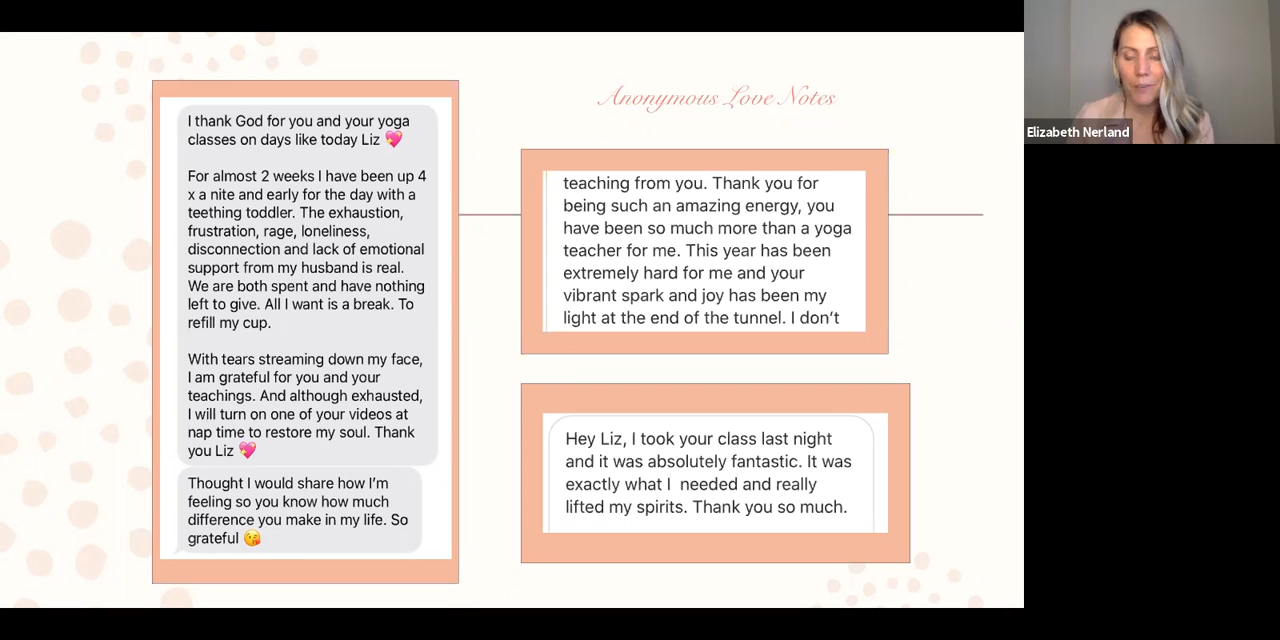 Anonymous Love Notes
I thank God for you and your yoga
classes on days like today Liz 💖
For almost 2 weeks I have been up 4
x a nite and early for the day with a
teething toddler. The exhaustion,
frustration, rage, loneliness,
disconnection and lack of emotional
support from my husband is real.
We are both spent and have nothing
left to give. All I want is a break. To
refill my cup.
With tears streaming down my face,
I am grateful for you and your
teachings. And although exhausted,
I will turn on one of your videos at
nap time to restore my soul. Thank
you Liz 💖
Thought I would share how I'm
feeling so you know how much
difference you make in my life. So
grateful 😘
teaching from you. Thank you for
being such an amazing energy, you
have been so much more than a yoga
teacher for me. This year has been
extremely hard for me and your
vibrant spark and joy has been my
light at the end of the tunnel. I don't
Hey Liz, I took your class last night
and it was absolutely fantastic. It was
exactly what I needed and really
lifted my spirits. Thank you so much.
Elizabeth Nerland